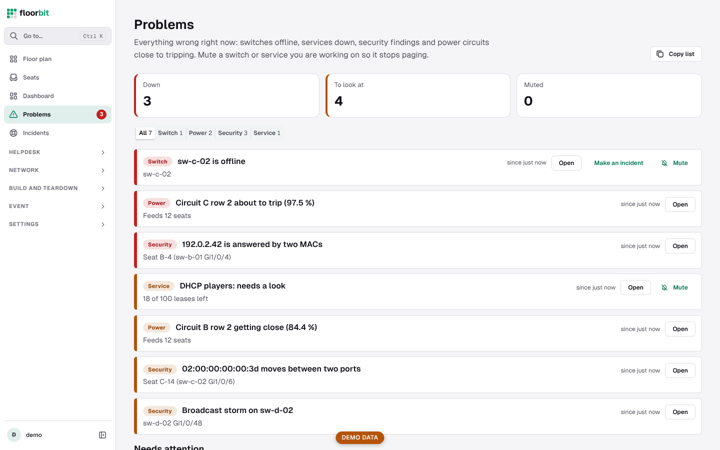 floorbit
Go to...
Ctrl K
Floor plan
Seats
Dashboard
Problems
3
Incidents
HELPDESK
NETWORK
BUILD AND TEARDOWN
EVENT
SETTINGS
D
demo
Problems
Everything wrong right now: switches offline, services down, security findings and power circuits
close to tripping. Mute a switch or service you are working on so it stops paging.
Copy list
Down
3
To look at
4
Muted
0
All 7
Switch 1
Power 2
Security 3
Service 1
Switch
sw-c-02 is offline
since just now
Open
Make an incident
Mute
sw-c-02
Power
Circuit C row 2 about to trip (97.5 %)
since just now
Open
Feeds 12 seats
Security
192.0.2.42 is answered by two MACs
since just now
Open
Seat B-4 (sw-b-01 Gi1/0/4)
Service
DHCP players: needs a look
since just now
Open
Mute
18 of 100 leases left
Power
Circuit B row 2 getting close (84.4 %)
since just now
Open
Feeds 12 seats
Security
02:00:00:00:00:3d moves between two ports
since just now
Open
Seat C-14 (sw-c-02 Gi1/0/6)
Security
Broadcast storm on sw-d-02
since just now
Open
sw-d-02 Gi1/0/48
DEMO DATA
Needs attention